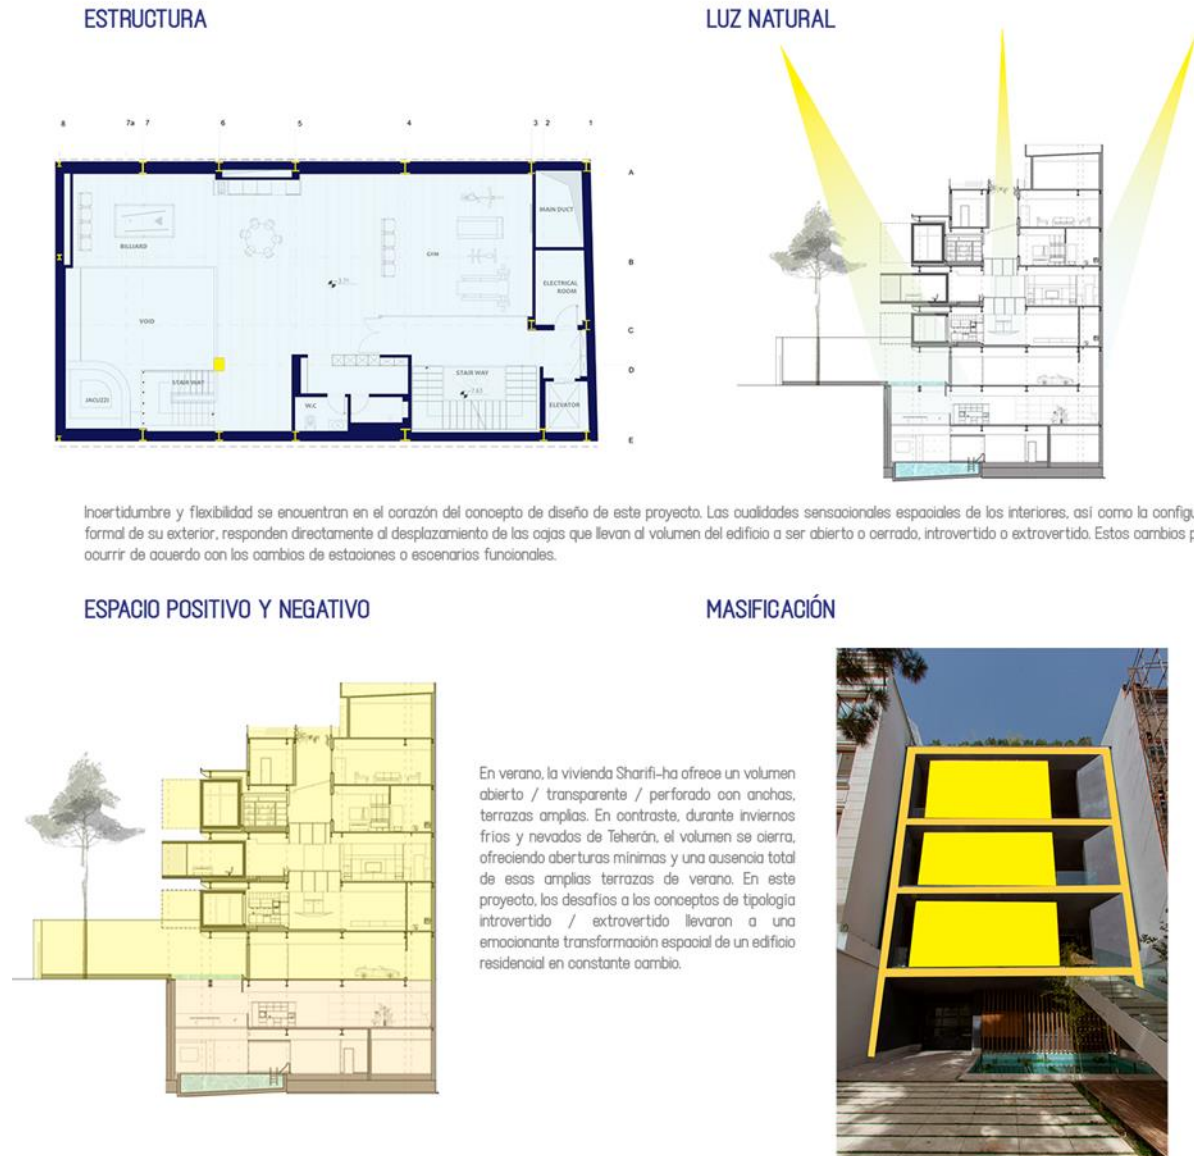 ESTRUCTURA
LUZ NATURAL
8 7a 7 6 5 4 3 2 1
A
MAIN DUCT
BILLIARD
GYM
B
ELECTRICAL
ROOM
VOID
C
D
STAIR WAY
STAIR WAY
-7.63
JACUZZI
W.C
ELEVATOR
E
Incertidumbre y flexibilidad se encuentran en el corazón del concepto de diseño de este proyecto. Las cualidades sensacionales espaciales de los interiores, así como la configu
formal de su exterior, responden directamente al desplazamiento de las cajas que llevan al volumen del edificio a ser abierto o cerrado, introvertido o extrovertido. Estos cambios p
ocurrir de acuerdo con los cambios de estaciones o escenarios funcionales.
ESPACIO POSITIVO Y NEGATIVO
MASIFICACIÓN
En verano, la vivienda Sharifi-ha ofrece un volumen
abierto / transparente / perforado con anchas,
terrazas amplias. En contraste, durante inviernos
fríos y nevados de Teherán, el volumen se cierra,
ofreciendo aberturas mínimas y una ausencia total
de esas amplias terrazas de verano. En este
proyecto, los desafíos a los conceptos de tipología
introvertido / extrovertido llevaron a una
emocionante transformación espacial de un edificio
residencial en constante cambio.